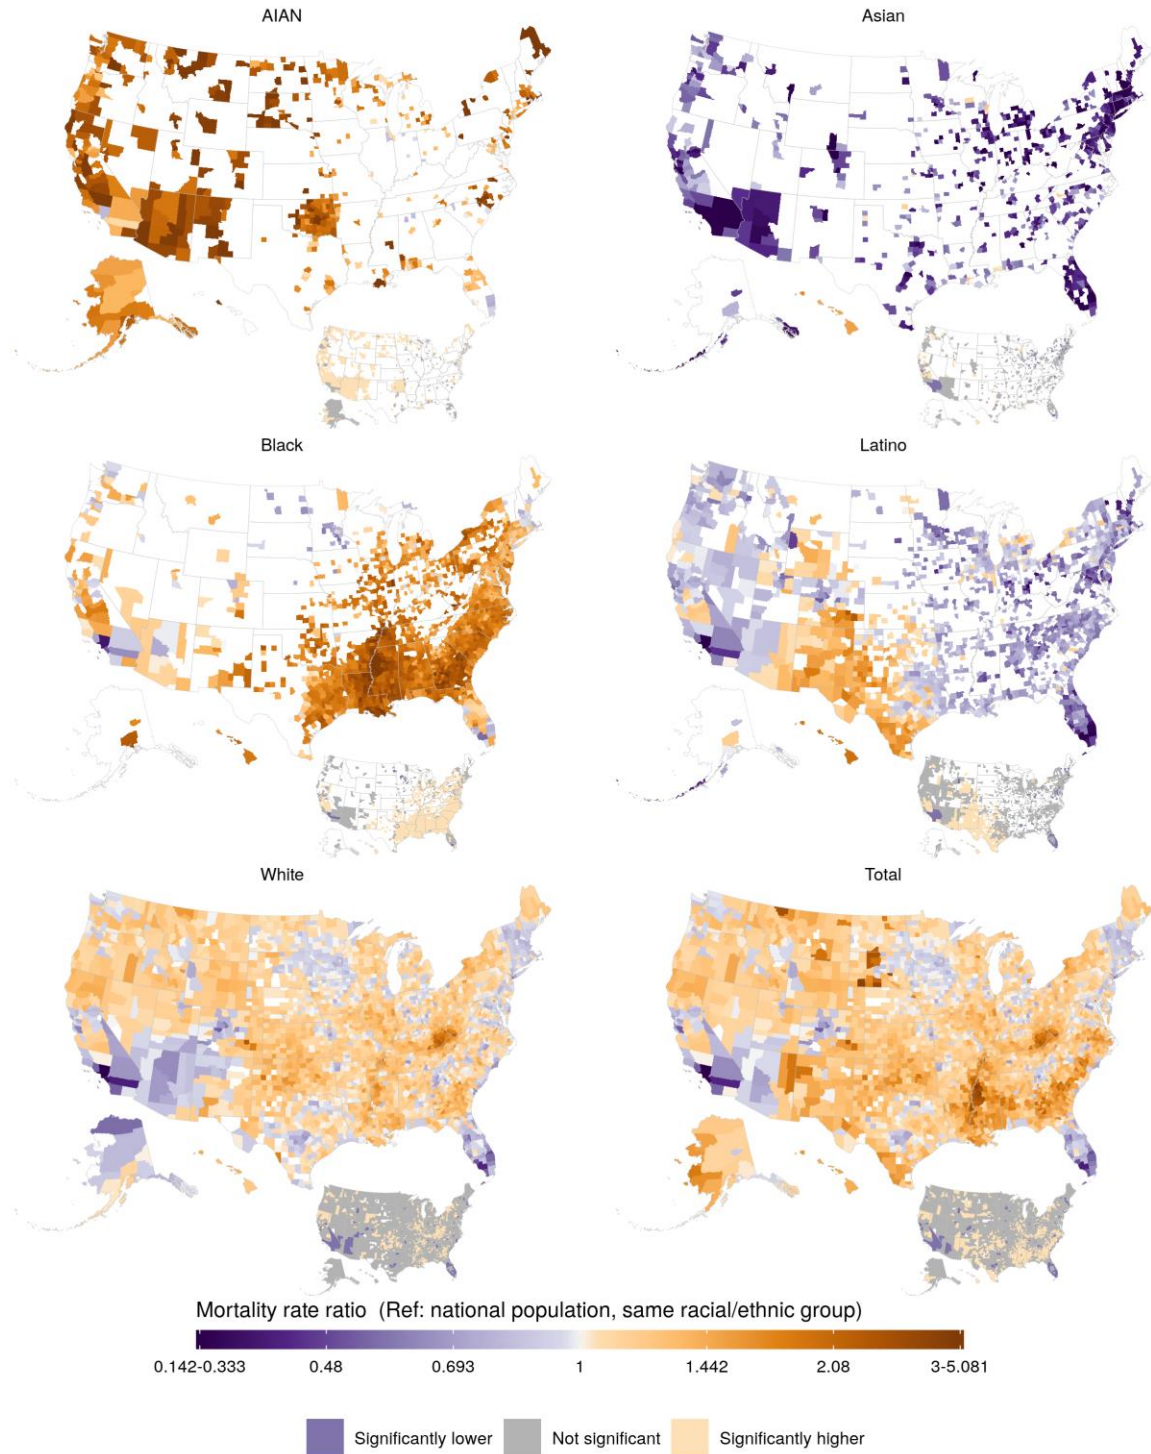 AIAN
Asian
Black
Latino
White
Total
Mortality rate ratio (Ref: national population, same racial/ethnic group)
0.142-0.333 0.48 0.693 1 1.442 2.08 3-5.081
Significantly lower Not significant Significantly higher